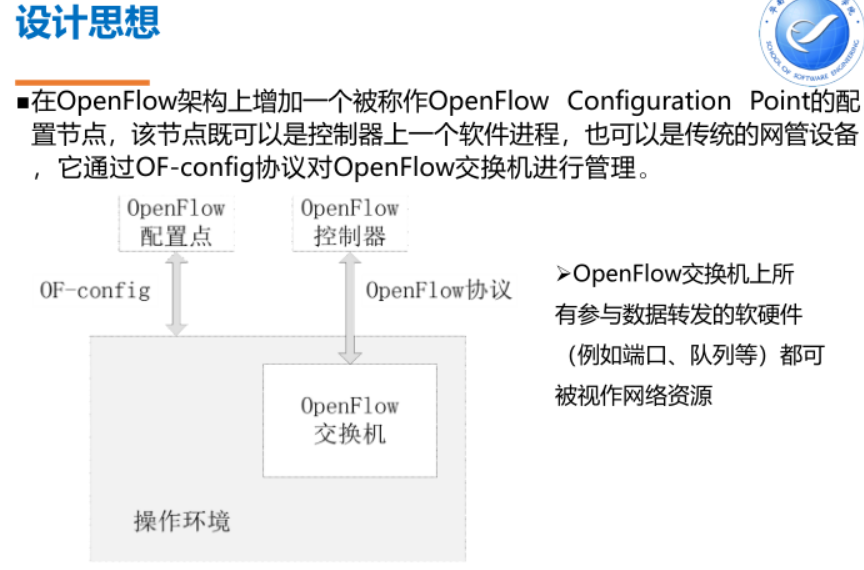 设计思想
■在OpenFlow架构上增加一个被称作OpenFlow Configuration Point的配
置节点，该节点既可以是控制器上一个软件进程，也可以是传统的网管设备
，它通过OF-config协议对OpenFlow交换机进行管理。
OpenFlow
配置点
OpenFlow
控制器
OF-config
OpenFlow协议
OpenFlow
交换机
操作环境
➢OpenFlow交换机上所
有参与数据转发的软硬件
（例如端口、队列等）都可
被视作网络资源
SCHOOL OF SOFTWARE ENGINEERING